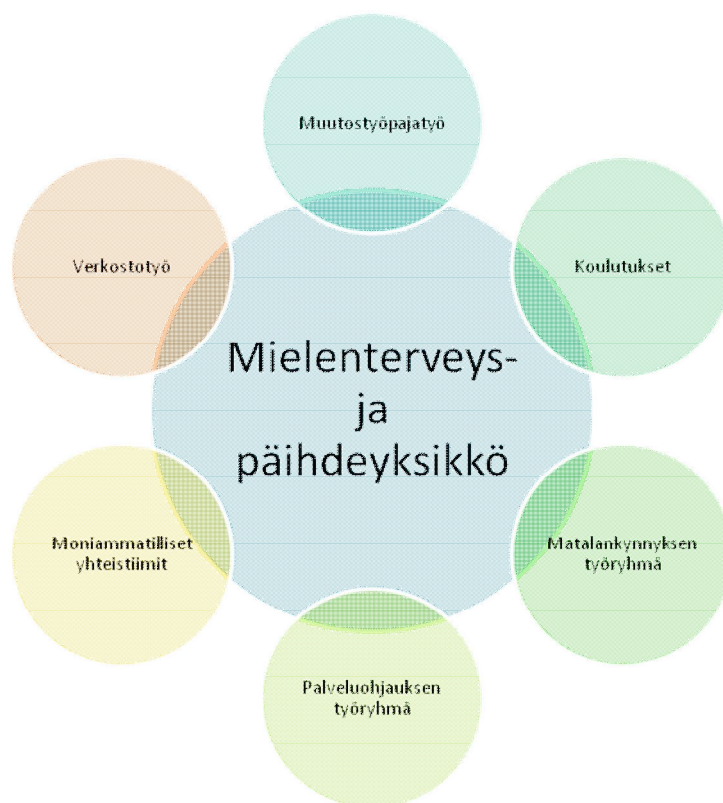 Muutostyöpajatyö
Verkostotyö
Koulutukset
Mielenterveys-
ja
päihdeyksikkö
Moniammatilliset
yhteistiimit
Matalankynnyksen
työryhmä
Palveluohjauksen
työryhmä